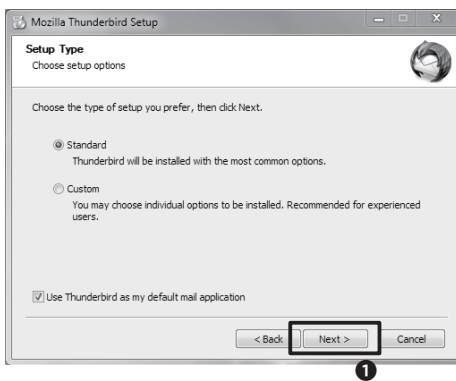 Mozilla Thunderbird Setup
Setup Type
Choose setup options
Choose the type of setup you prefer, then click Next.
Standard
Thunderbird will be installed with the most common options.
Custom
You may choose individual options to be installed. Recommended for experienced
users.
Use Thunderbird as my default mail application
< Back Next > Cancel
1